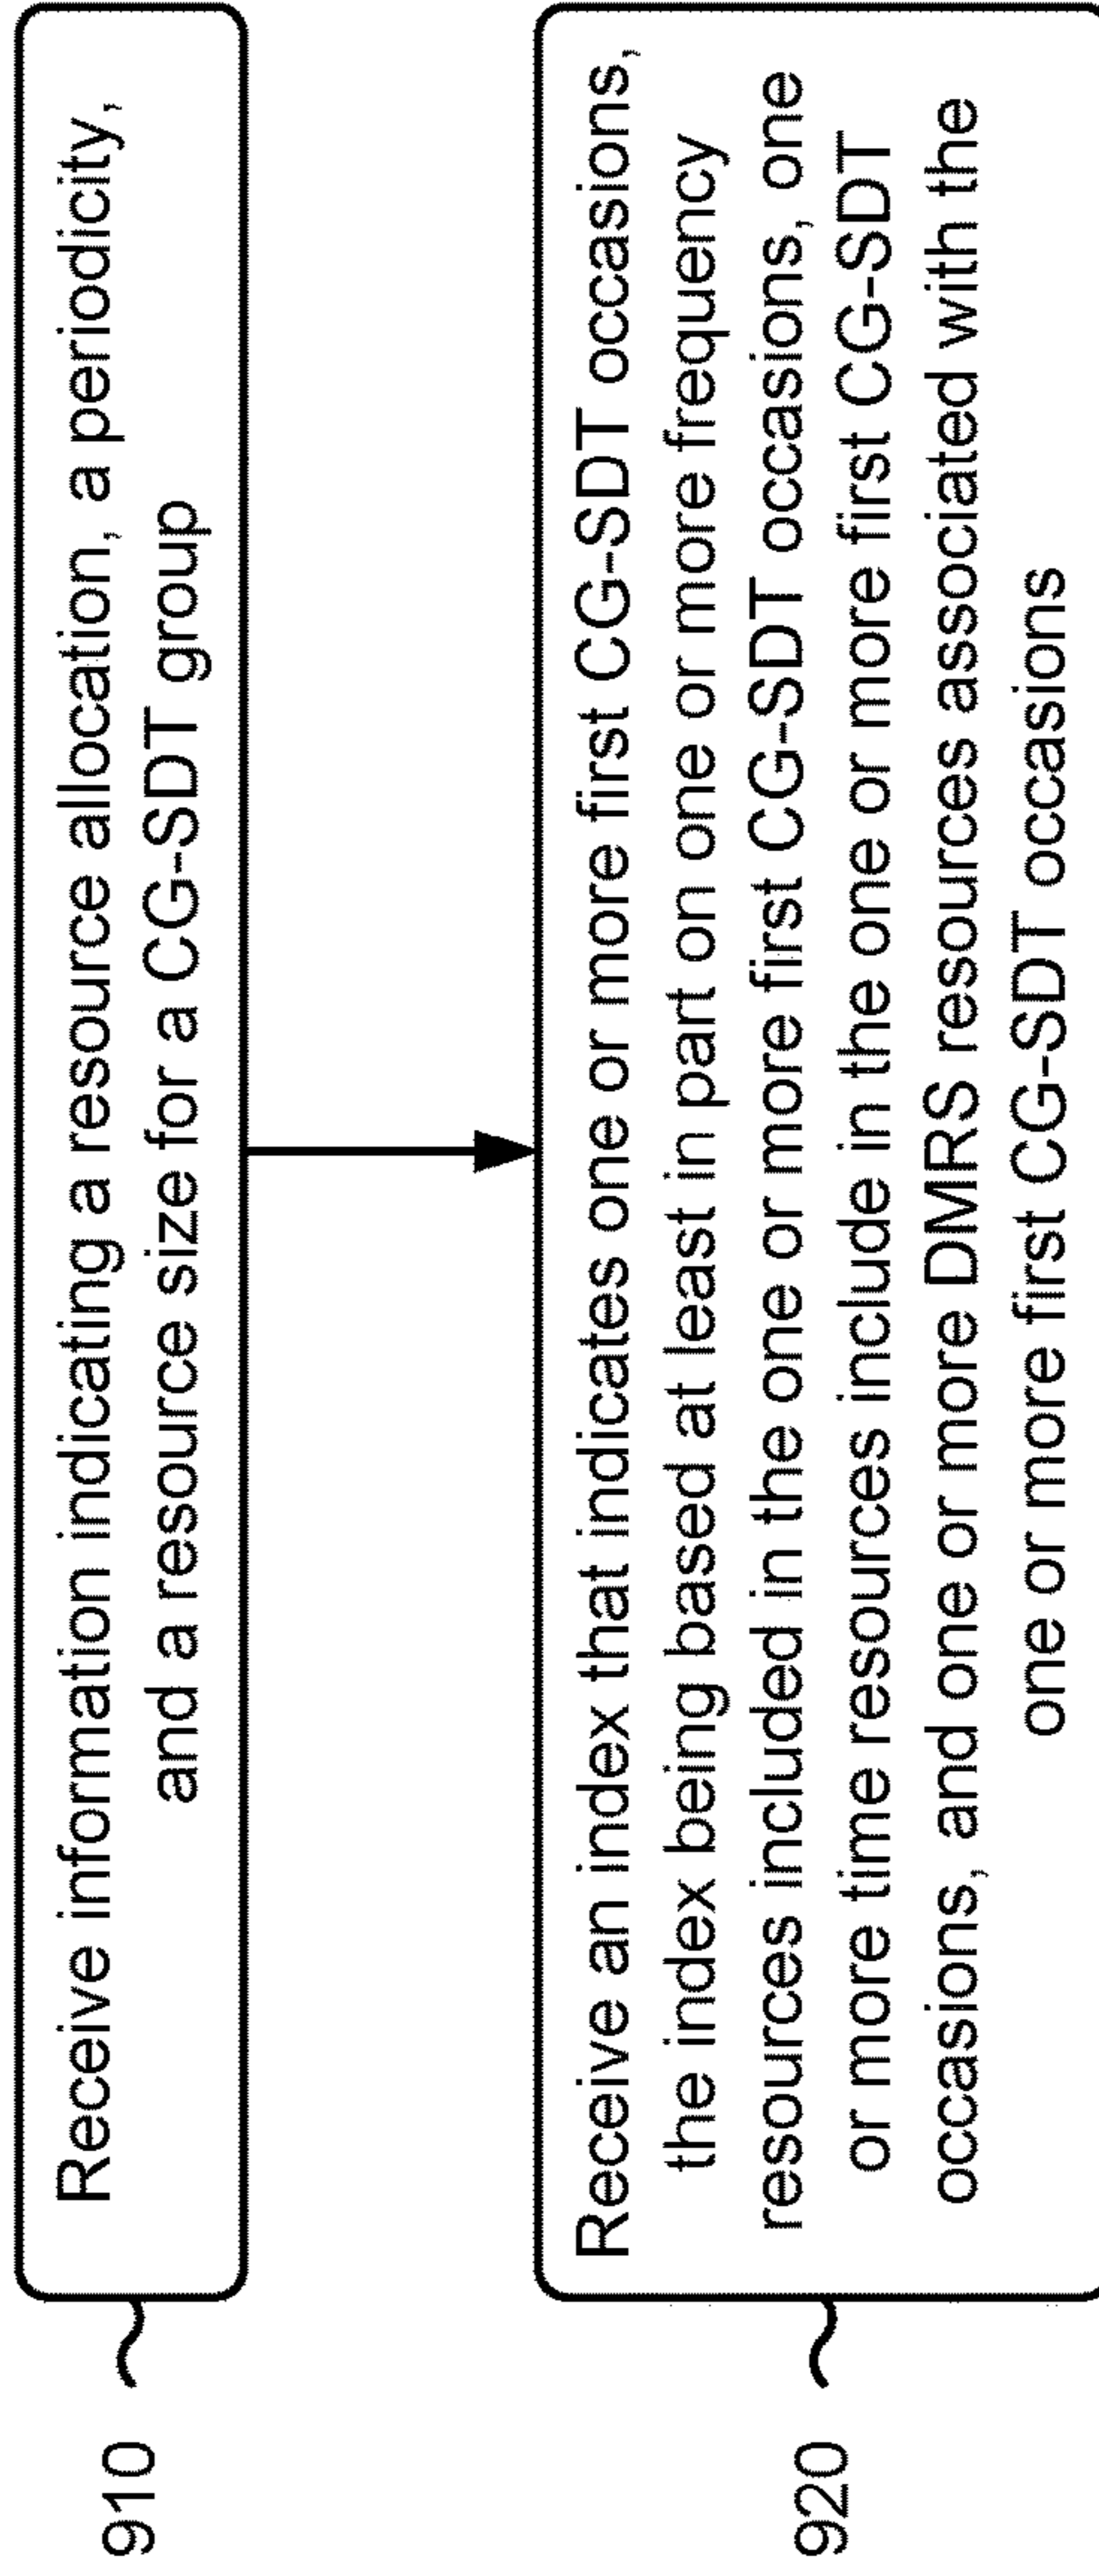 910
Receive information indicating a resource allocation, a periodicity,
and a resource size for a CG-SDT group
920
Receive an index that indicates one or more first CG-SDT occasions,
the index being based at least in part on one or more frequency
resources included in the one or more first CG-SDT occasions, one
or more time resources include in the one or more first CG-SDT
occasions, and one or more DMRS resources associated with the
one or more first CG-SDT occasions